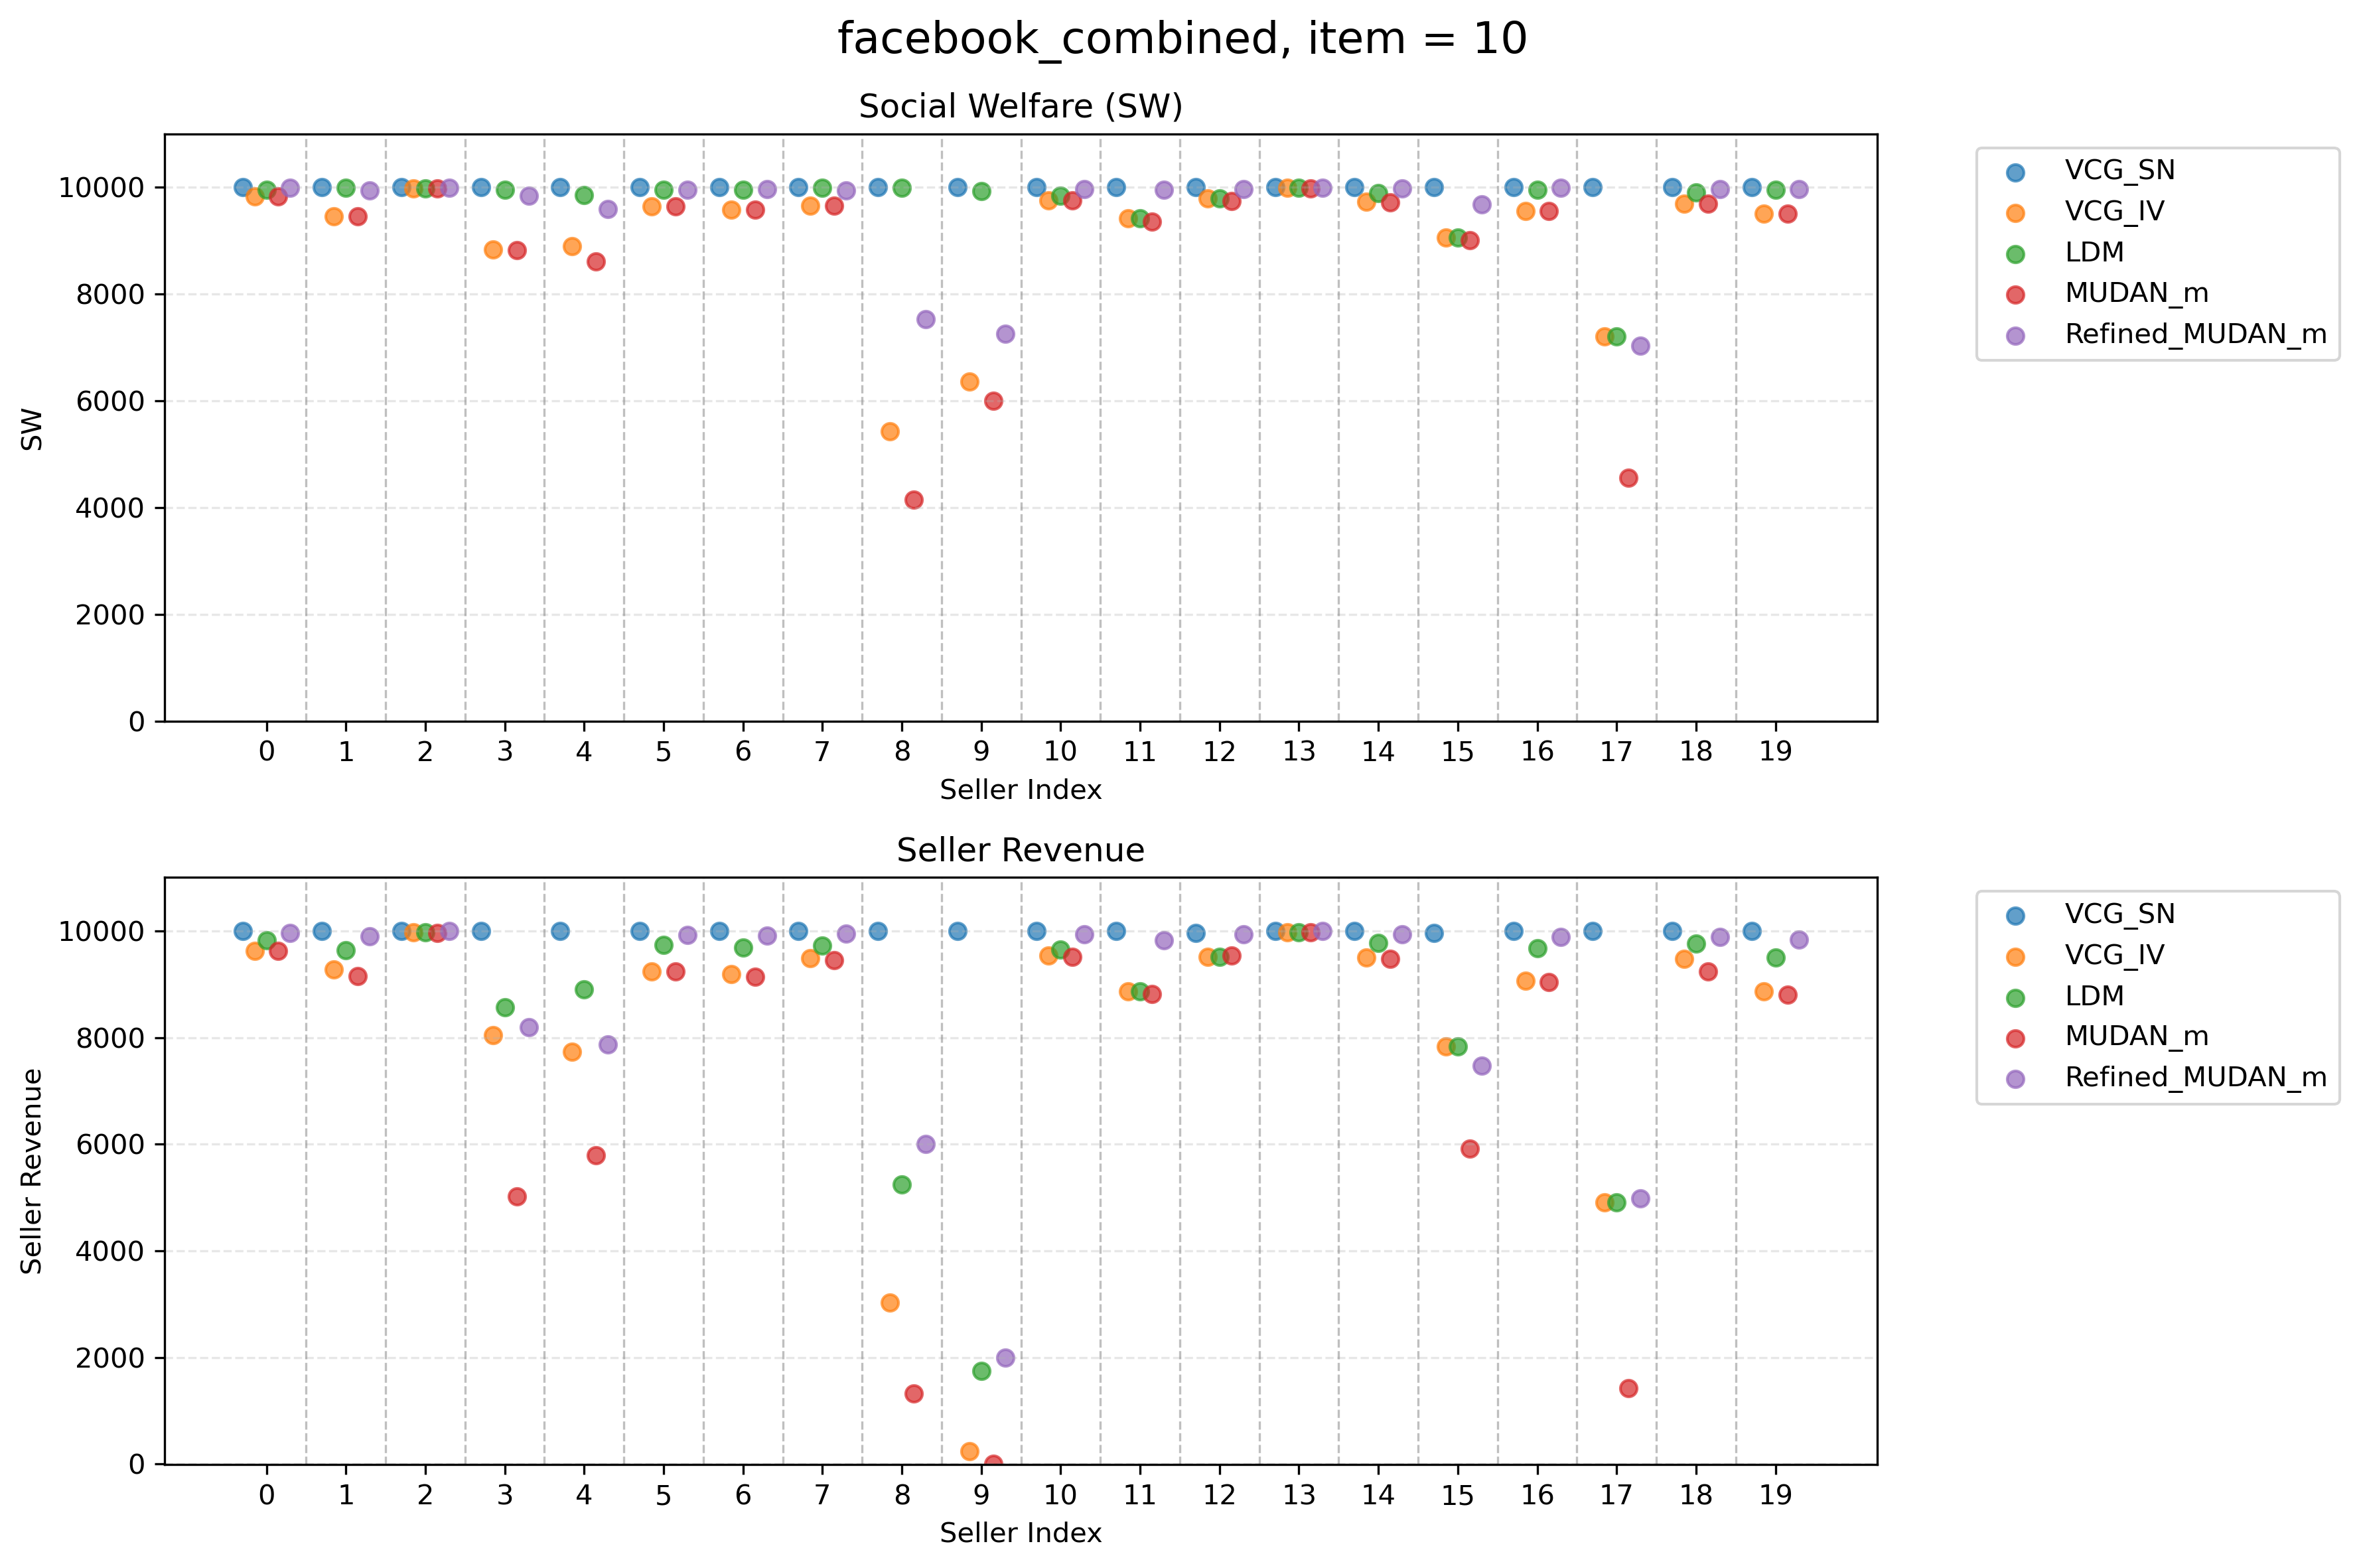 facebook_combined, item = 10
Social Welfare (SW)
SW
10000
8000
6000
4000
2000
0
0 1 2 3 4 5 6 7 8 9 10 11 12 13 14 15 16 17 18 19
Seller Index
VCG_SN
VCG_IV
LDM
MUDAN_m
Refined_MUDAN_m
Seller Revenue
Seller Revenue
10000
8000
6000
4000
2000
0
0 1 2 3 4 5 6 7 8 9 10 11 12 13 14 15 16 17 18 19
Seller Index
VCG_SN
VCG_IV
LDM
MUDAN_m
Refined_MUDAN_m